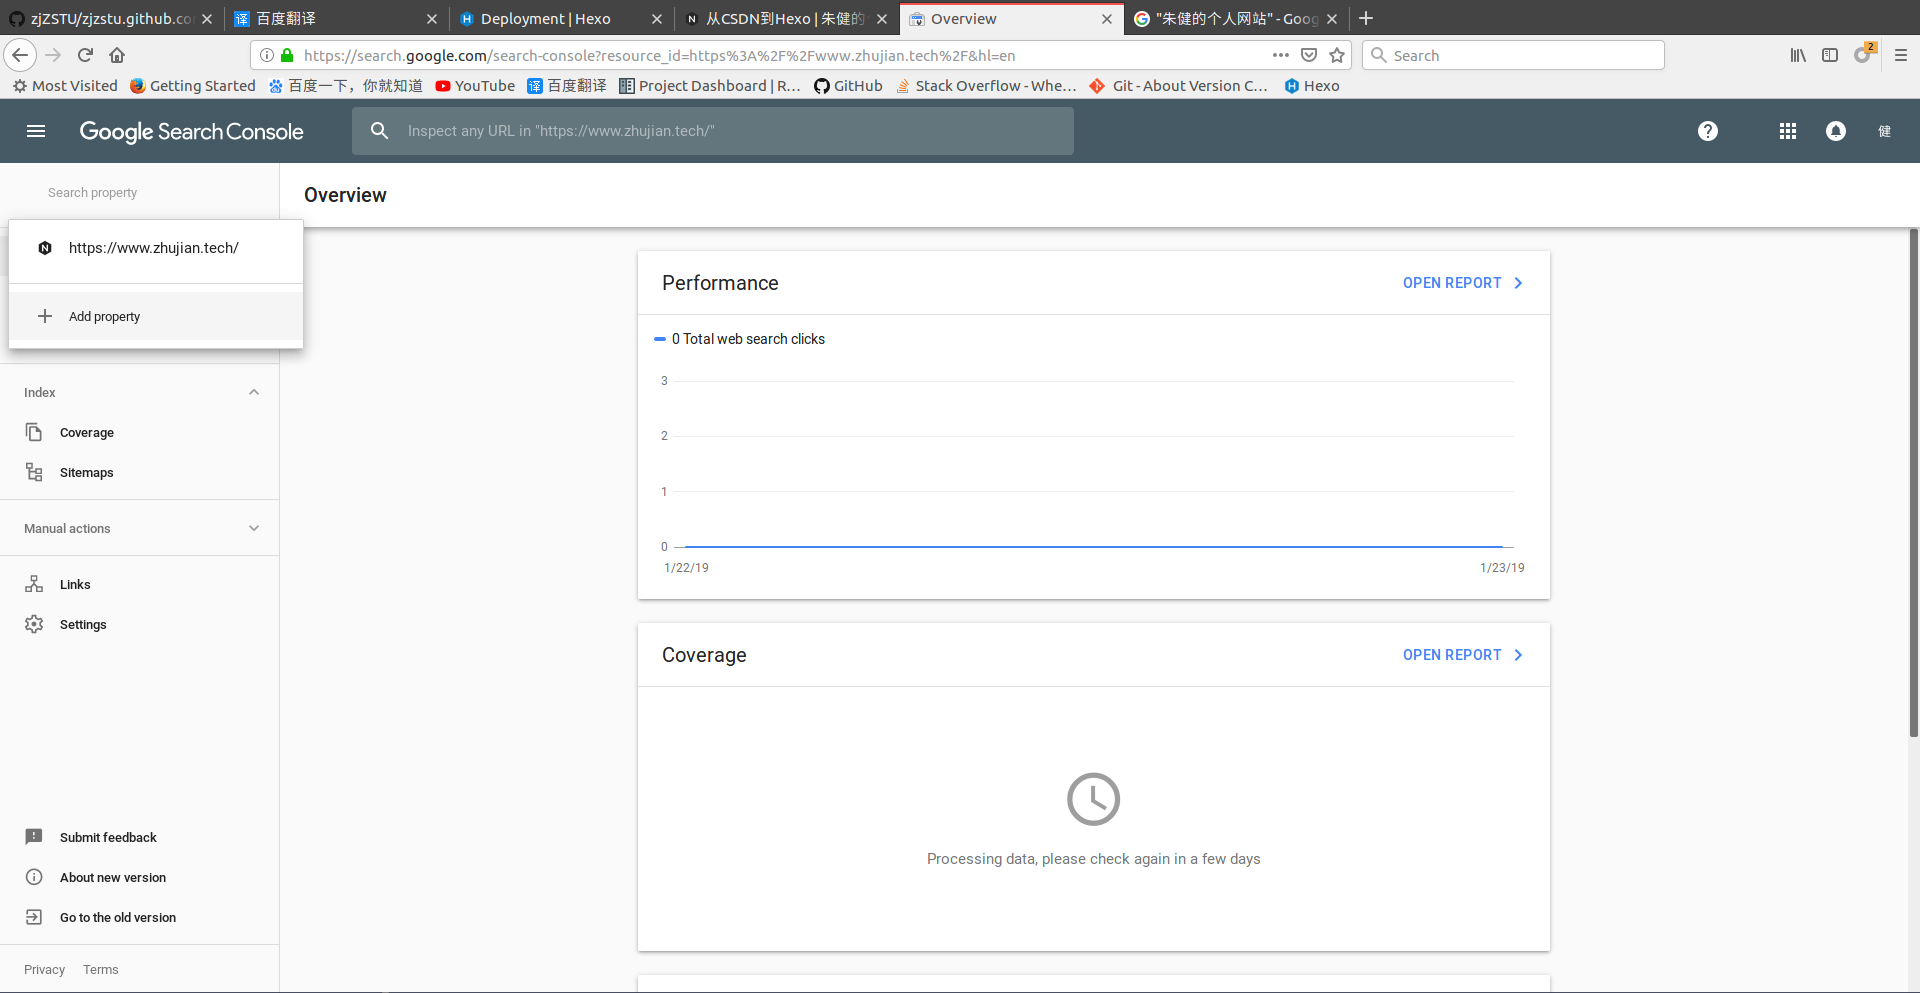 zjZSTU/zjzstu.github.co
百度翻译
Deployment | Hexo
从CSDN到Hexo | 朱健的
Overview
"朱健的个人网站" - Goog
https://search.google.com/search-console?resource_id=https%3A%2F%2Fwww.zhujian.tech%2F&hl=en
Search
2
Most Visited
Getting Started
百度一下，你就知道
YouTube
译 百度翻译
Project Dashboard | R...
GitHub
Stack Overflow - Whe...
Git - About Version C...
Hexo
Google Search Console
Inspect any URL in "https://www.zhujian.tech/"
健
Search property
Overview
https://www.zhujian.tech/
Add property
Index
Coverage
Sitemaps
Manual actions
Links
Settings
Submit feedback
About new version
Go to the old version
Privacy
Terms
Performance
OPEN REPORT
0 Total web search clicks
3
2
1
0
1/22/19
1/23/19
Coverage
OPEN REPORT
Processing data, please check again in a few days